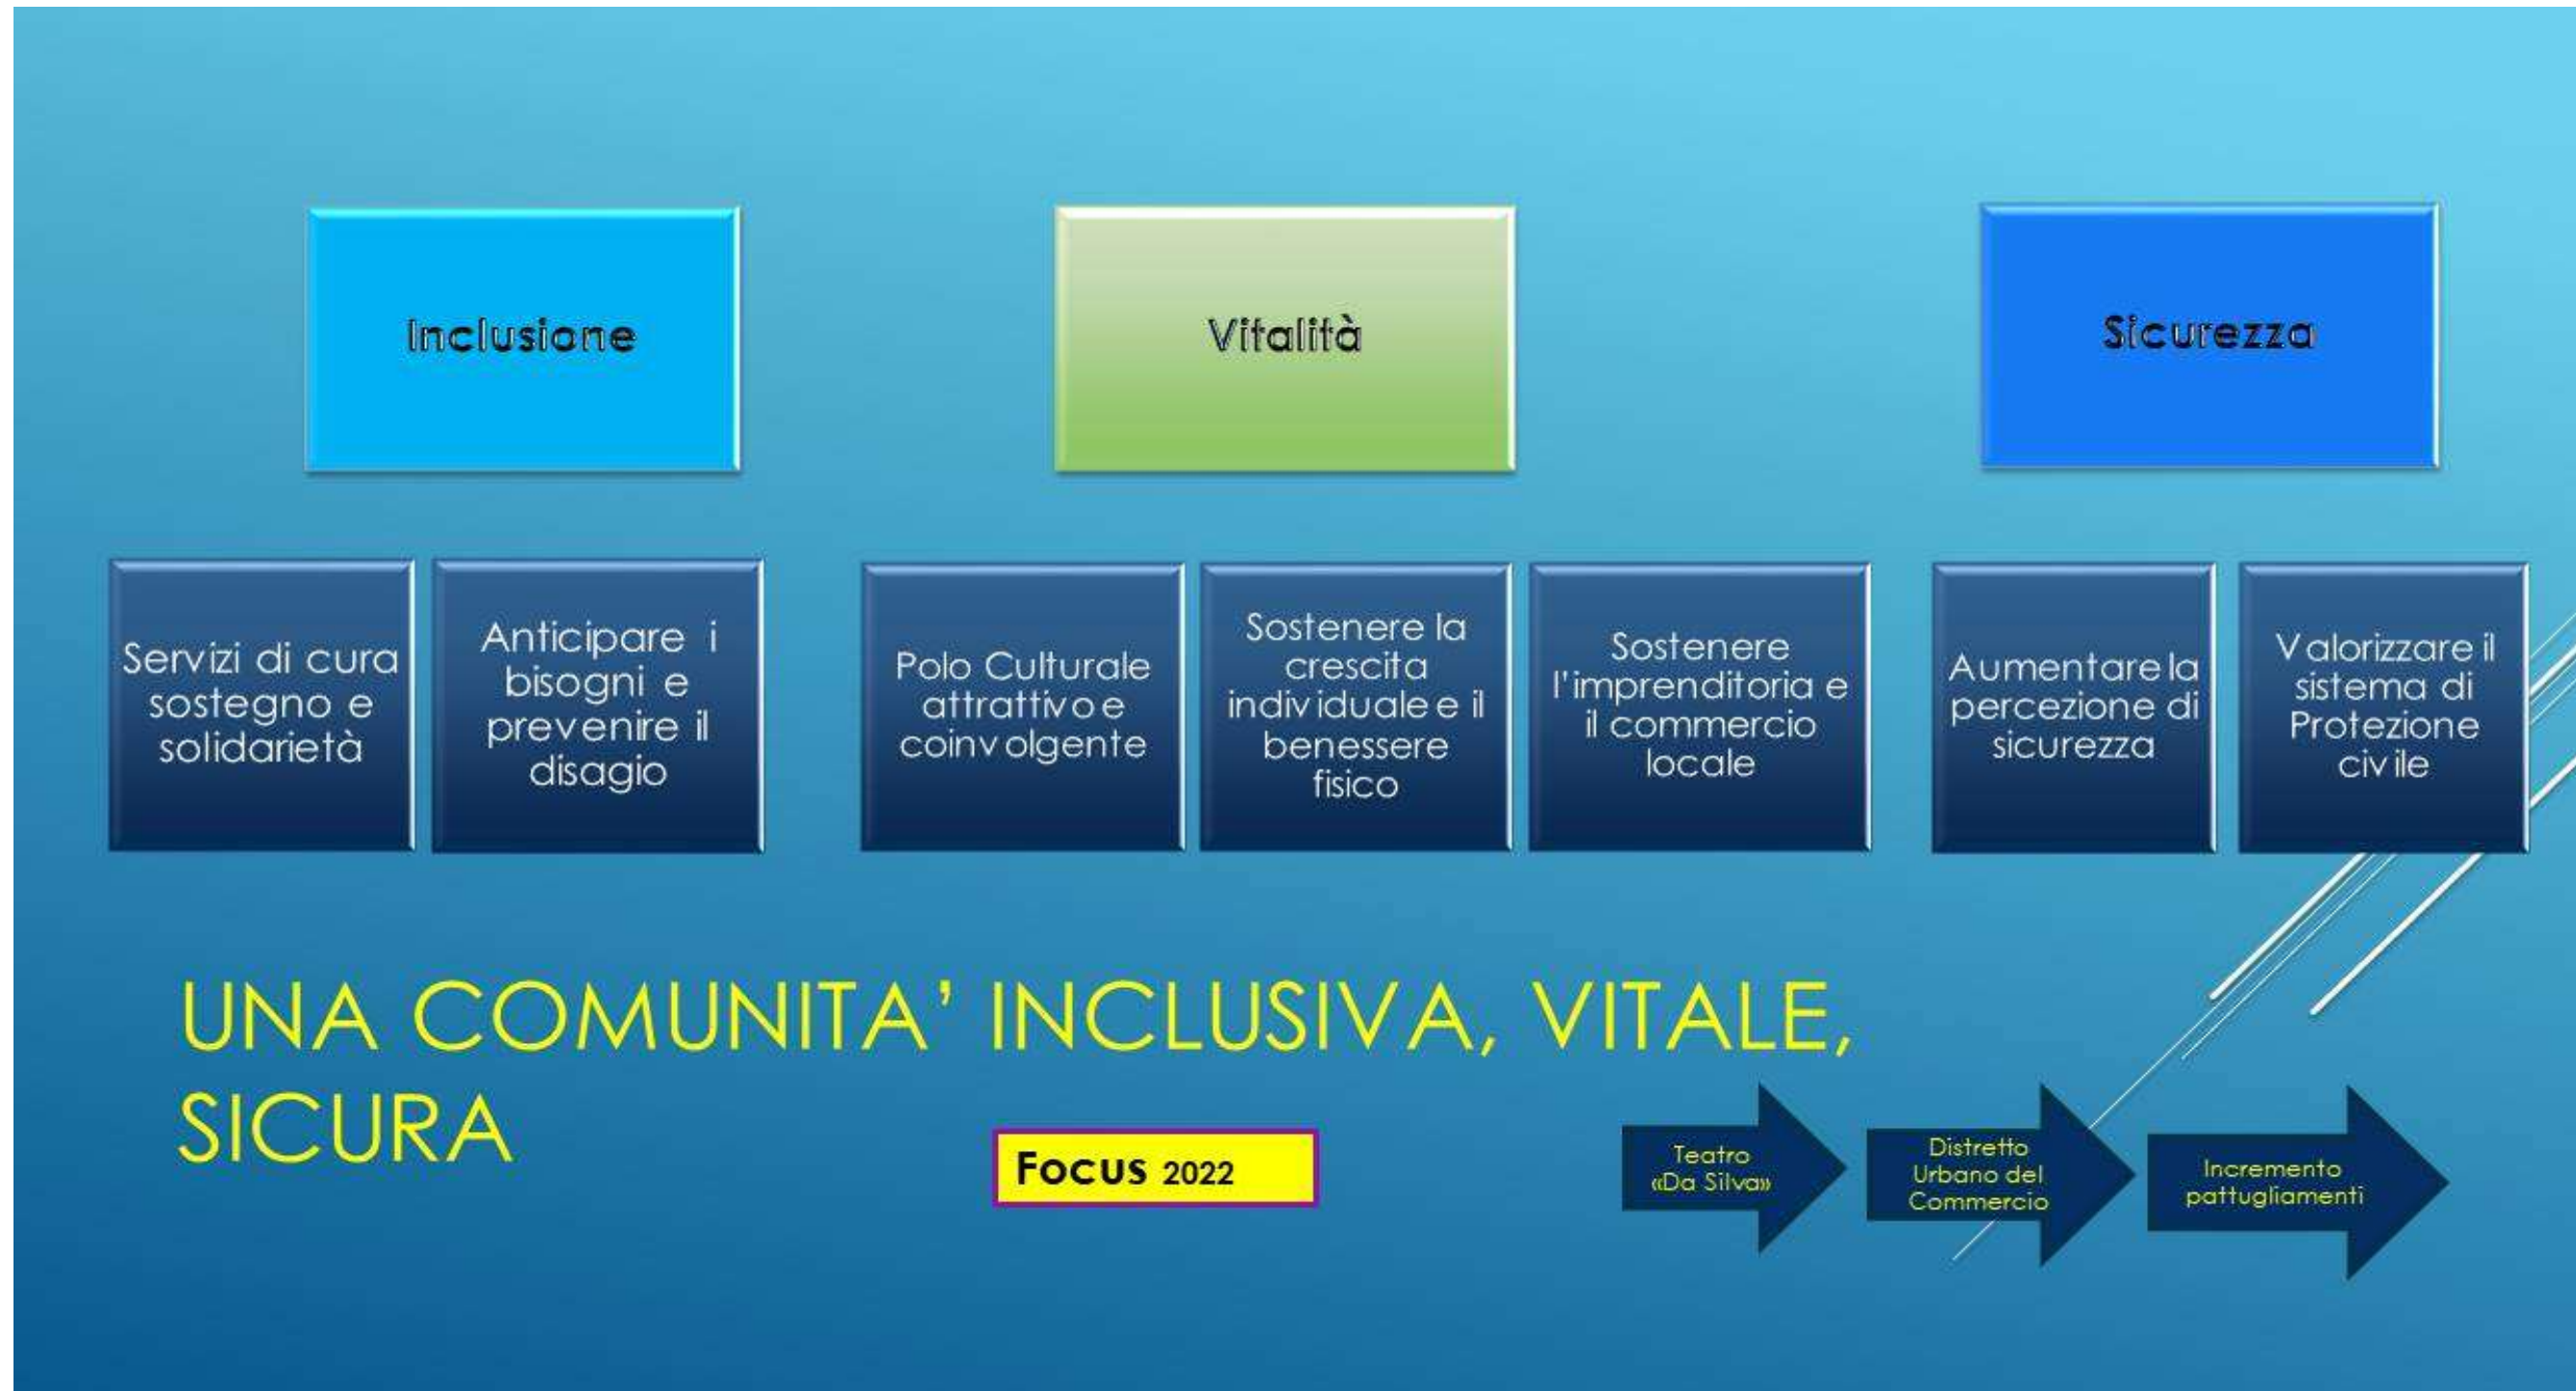 Inclusione
Vitalità
Sicurezza
Servizi di cura
sostegno e
solidarietà
Anticipare i
bisogni e
prevenire il
disagio
Polo Culturale
attrattivo e
coinvolgente
Sostenere la
crescita
individuale e il
benessere
fisico
Sostenere
l'imprenditoria e
il commercio
locale
Aumentare la
percezione di
sicurezza
Valorizzare il
sistema di
Protezione
civile
UNA COMUNITA’ INCLUSIVA, VITALE,
SICURA
Focus 2022
Teatro
«Da Silva»
Distretto
Urbano del
Commercio
Incremento
pattugliamenti